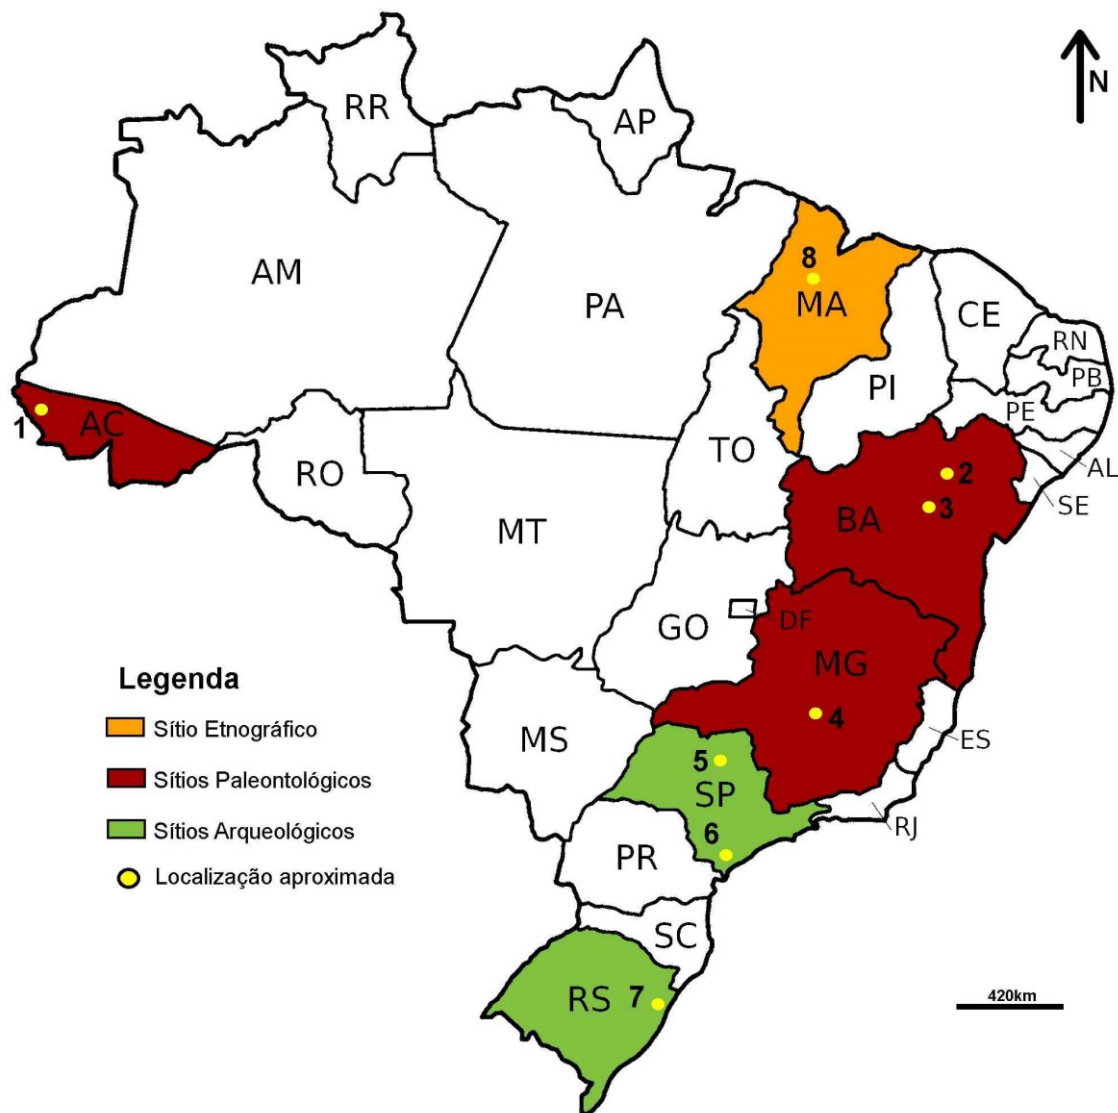 N
RR
AP
AM
PA
8
MA
CE
RN
PB
PI
PE
1
AC
TO
AL
2
SE
RO
BA
3
MT
GO
DF
MG
Legenda
Sítio Etnográfico
MS
4
ES
5
Sítios Paleontológicos
SP
RJ
Sítios Arqueológicos
6
PR
Localização aproximada
SC
RS
7
420km